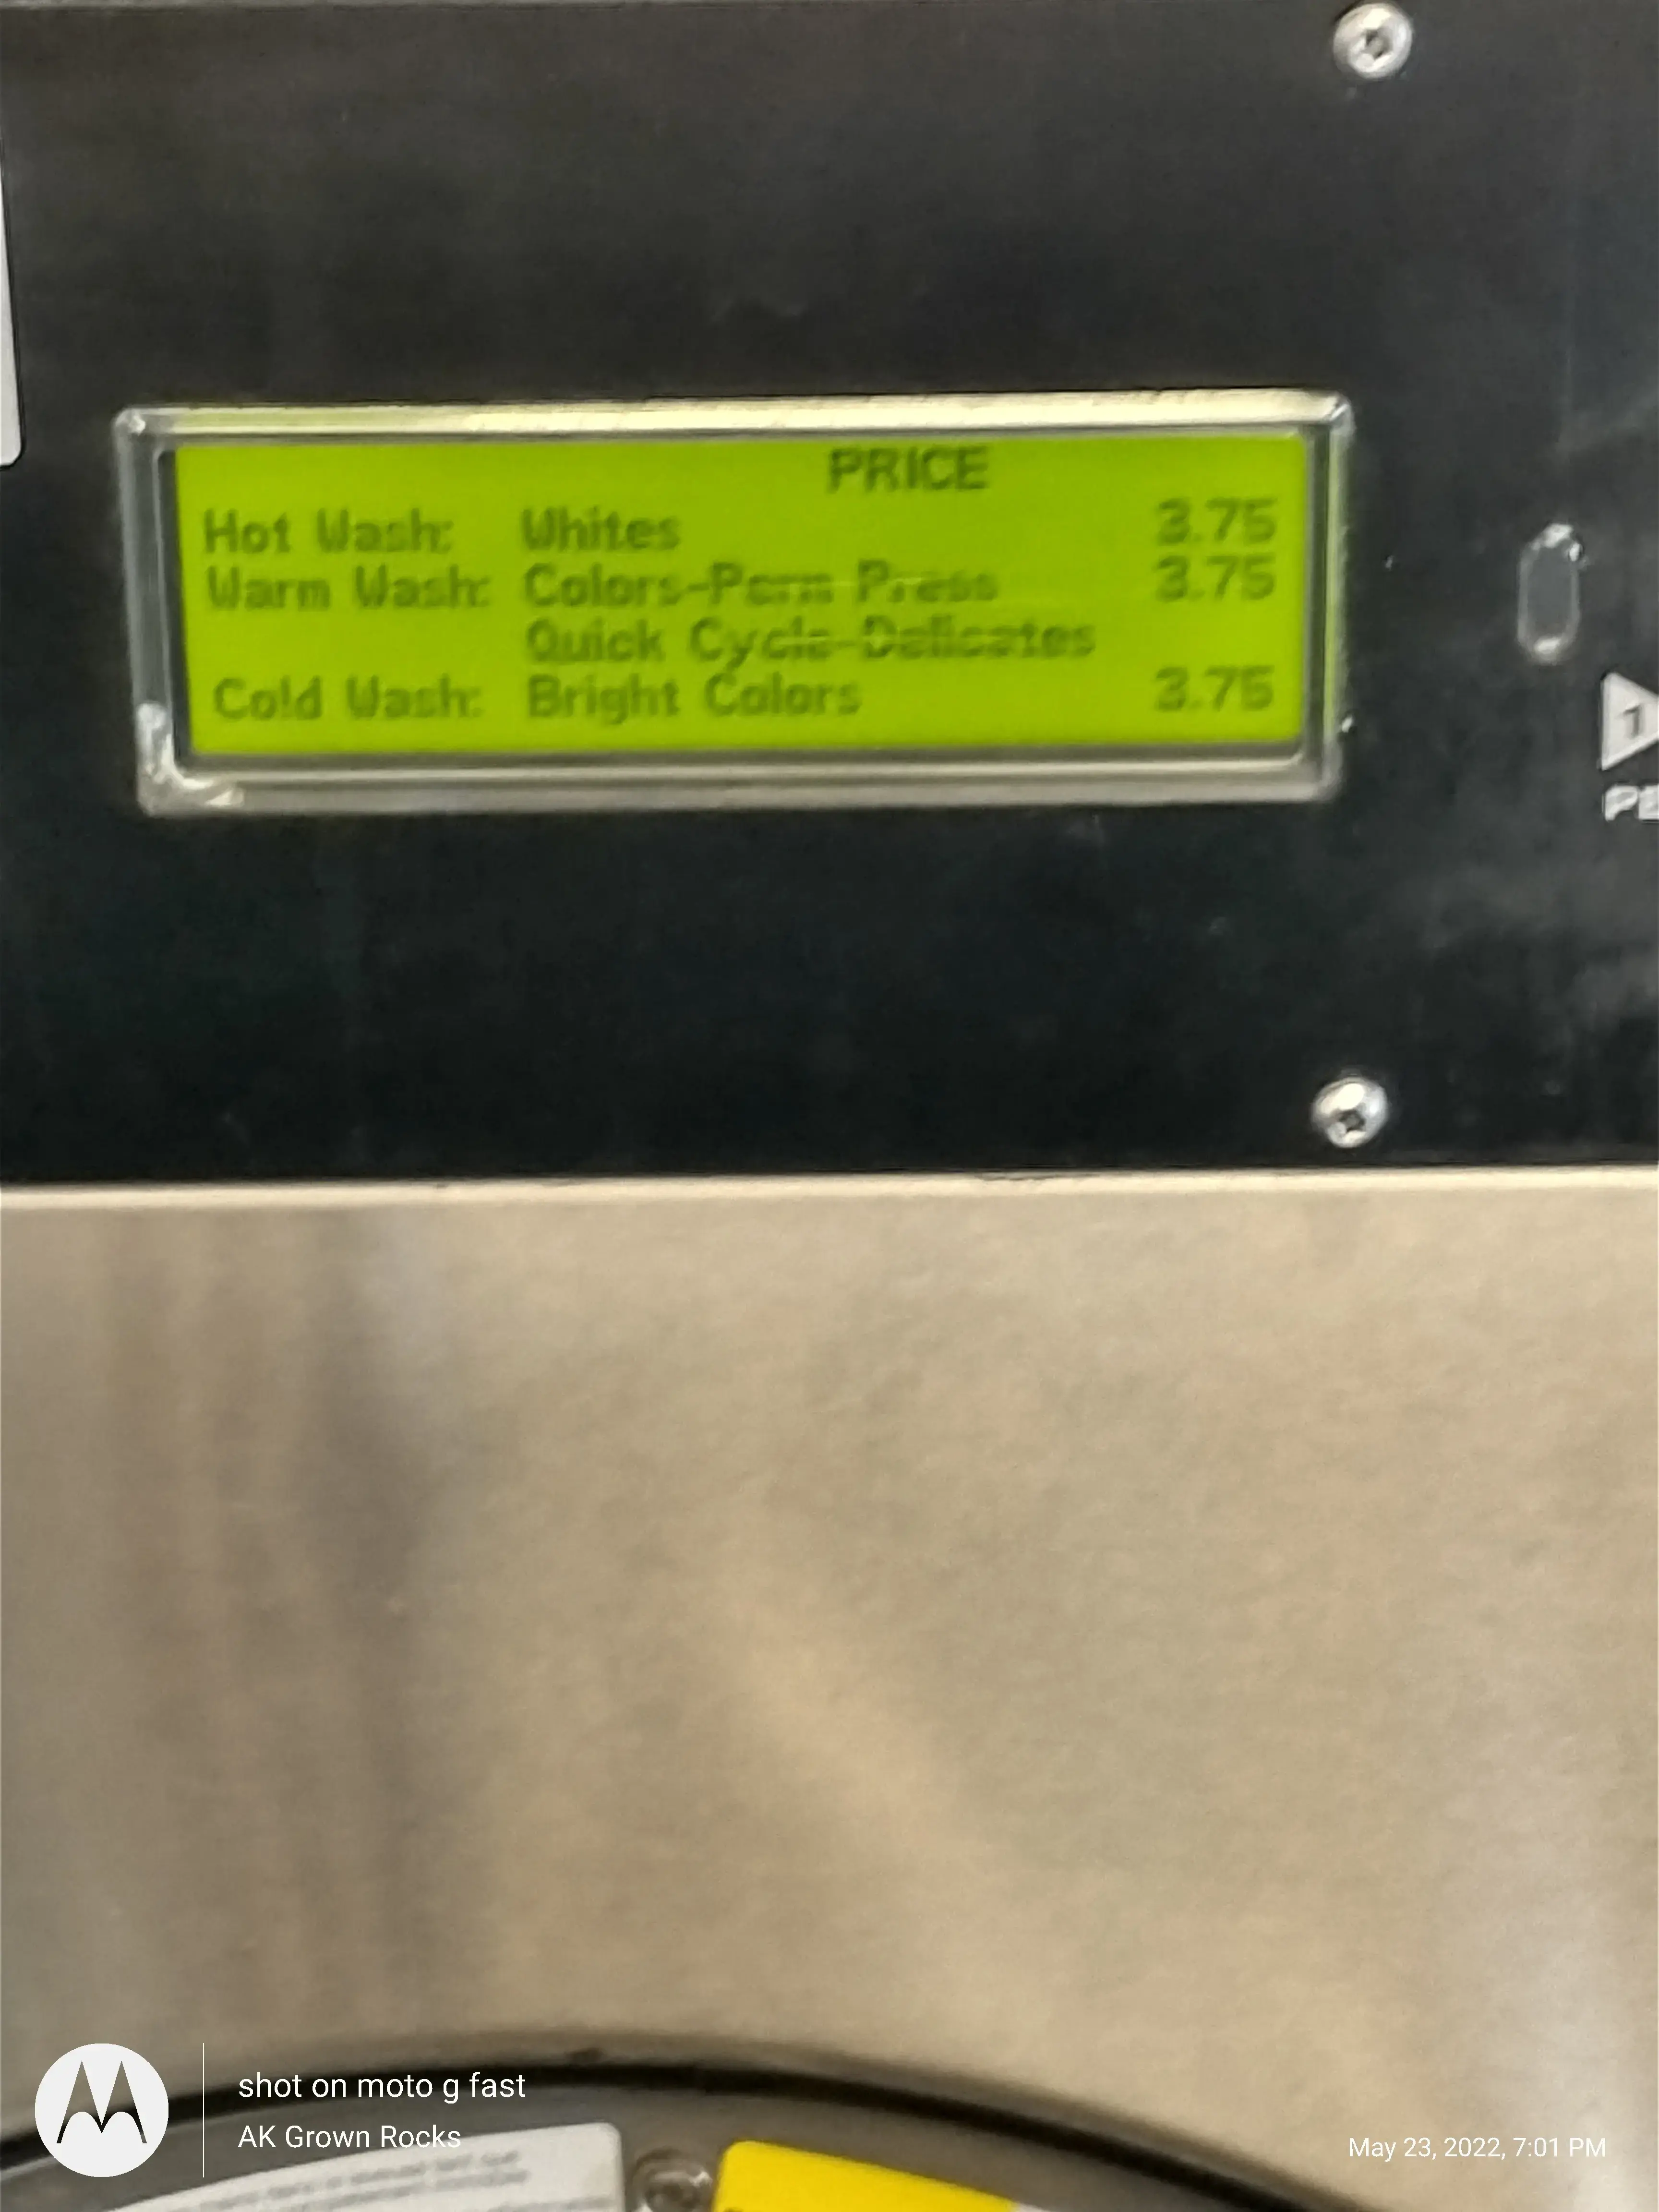 PRICE
Hot Wash: Whites 3.75
Warm Wash: Colors-Perm Press 3.75
Quick Cycle-Delicates
Cold Wash: Bright Colors 3.75
1
shot on moto g fast
AK Grown Rocks
May 23, 2022, 7:01 PM